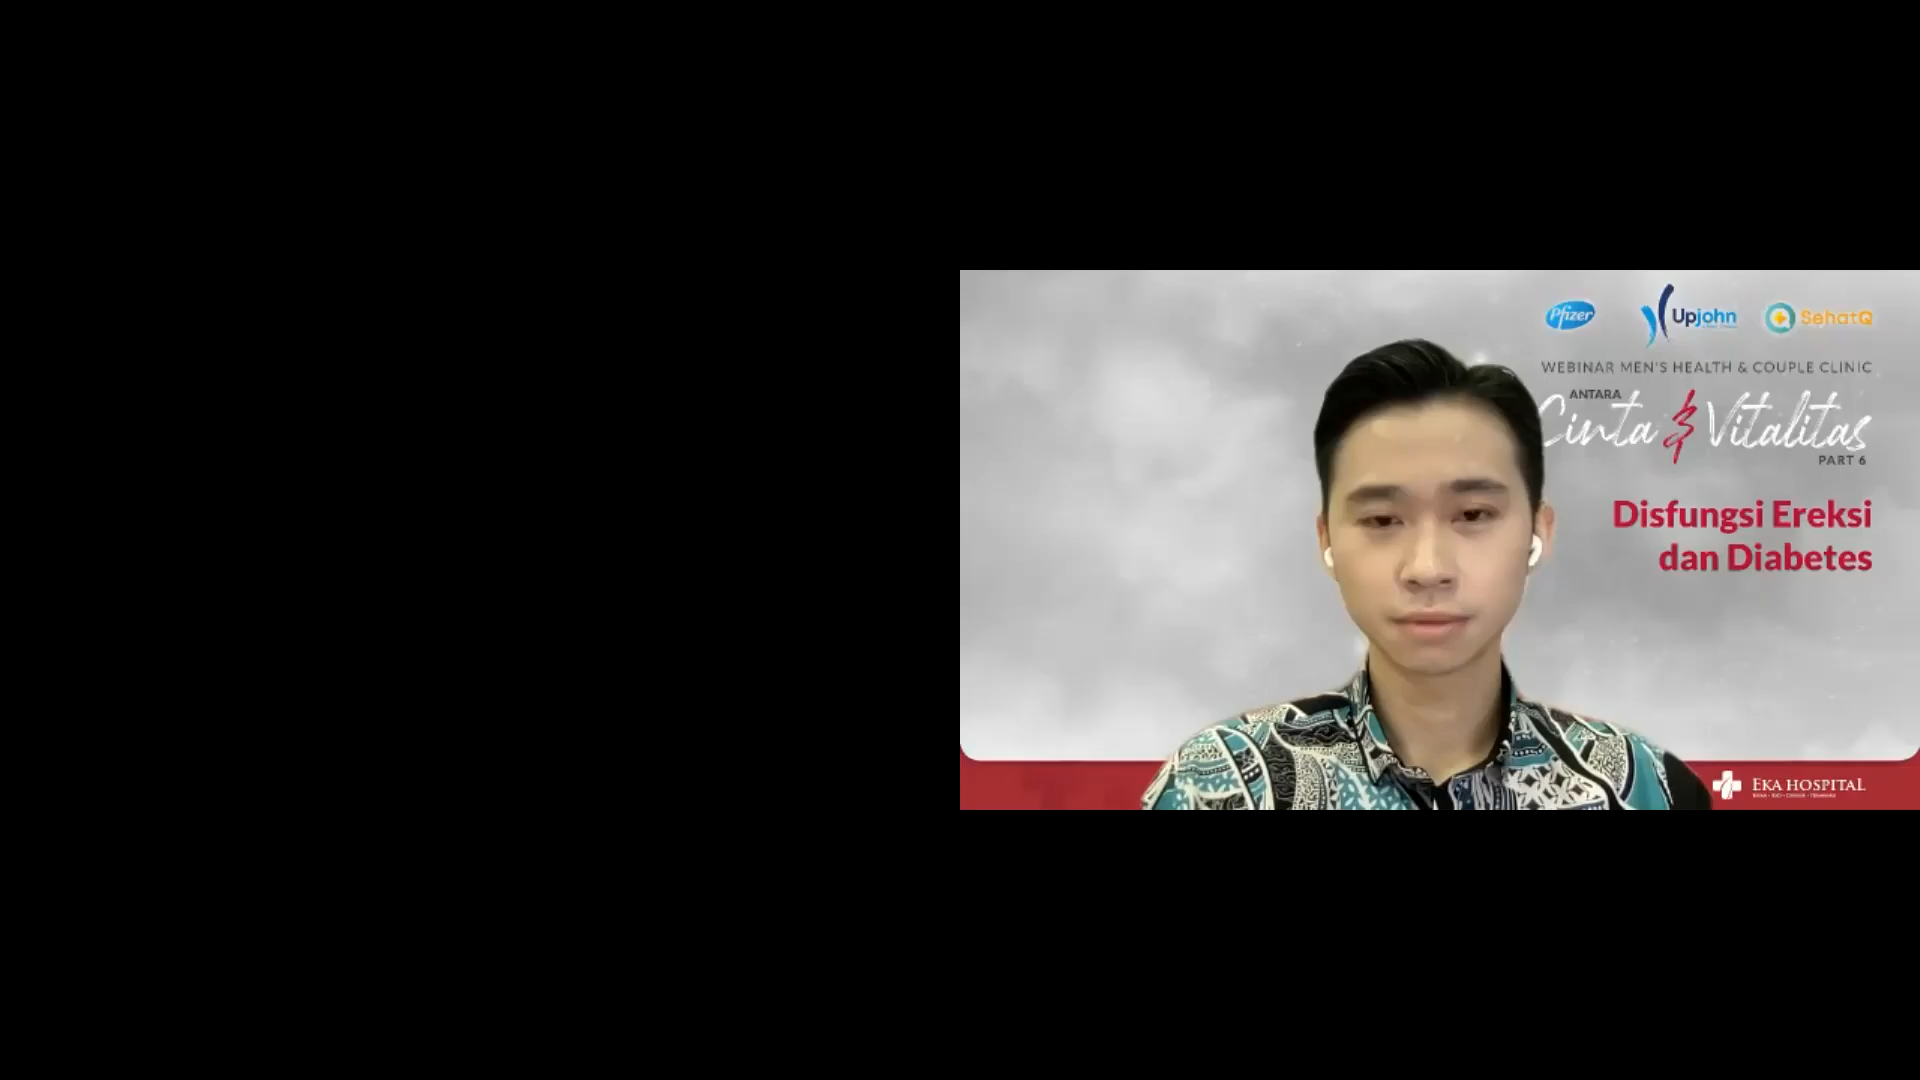 Pfizer
Upjohn
SehatQ
WEBINAR MEN'S HEALTH & COUPLE CLINIC
ANTARA
Cinta & Vitalitas
PART 6
Disfungsi Ereksi
dan Diabetes
EKA HOSPITAL